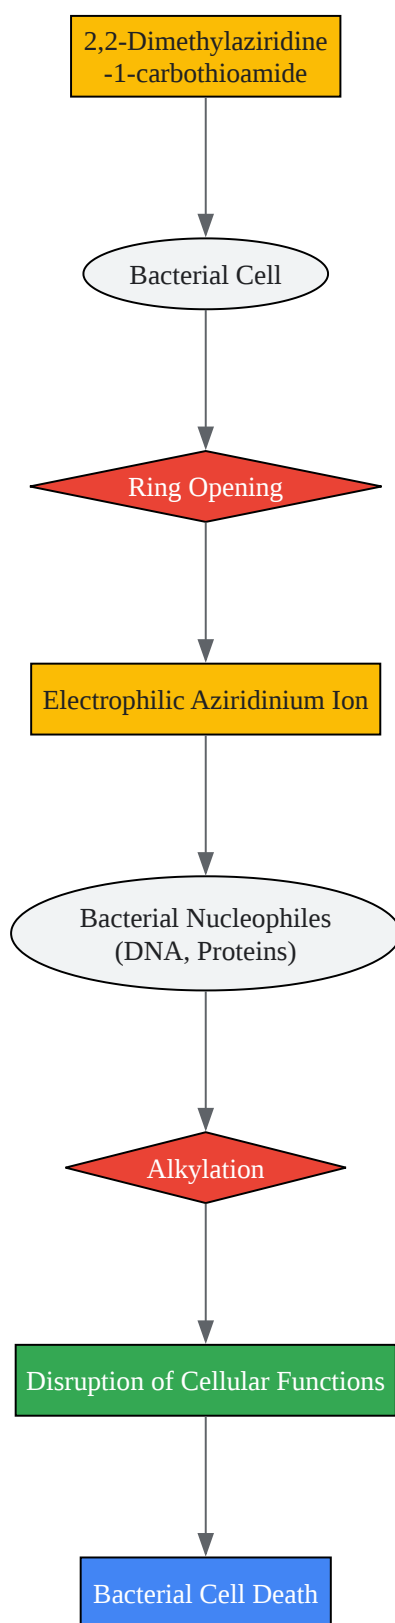 2,2-Dimethylaziridine
-1-carbothioamide
Bacterial Cell
Ring Opening
Electrophilic Aziridinium Ion
Bacterial Nucleophiles
(DNA, Proteins)
Alkylation
Disruption of Cellular Functions
Bacterial Cell Death